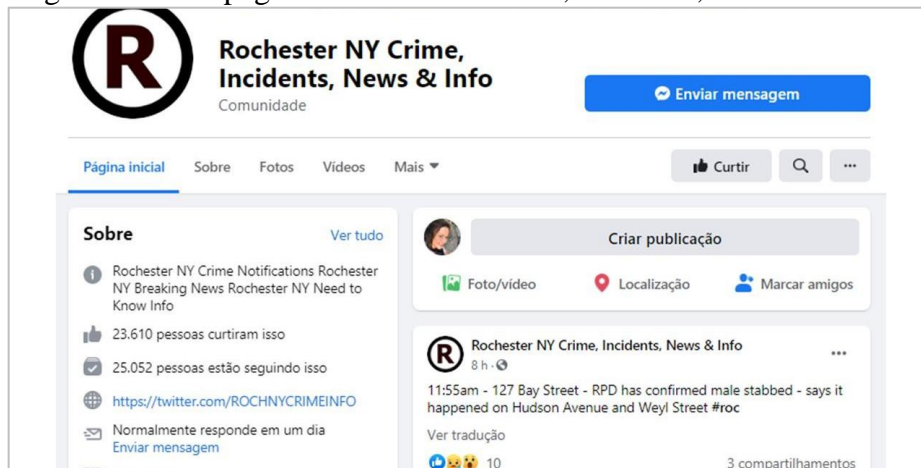 R
Rochester NY Crime,
Incidents, News & Info
Comunidade
Enviar mensagem
Página inicial Sobre Fotos Vídeos Mais
Curtir
Sobre
Ver tudo
Rochester NY Crime Notifications Rochester
NY Breaking News Rochester NY Need to
Know Info
23.610 pessoas curtiram isso
25.052 pessoas estão seguindo isso
https://twitter.com/ROCHNYCRIMEINFO
Normalmente responde em um dia
Enviar mensagem
Criar publicação
Foto/vídeo Localização Marcar amigos
R
Rochester NY Crime, Incidents, News & Info
8 h ·
11:55am - 127 Bay Street - RPD has confirmed male stabbed - says it
happened on Hudson Avenue and Weyl Street #roc
Ver tradução
10
3 compartilhamentos